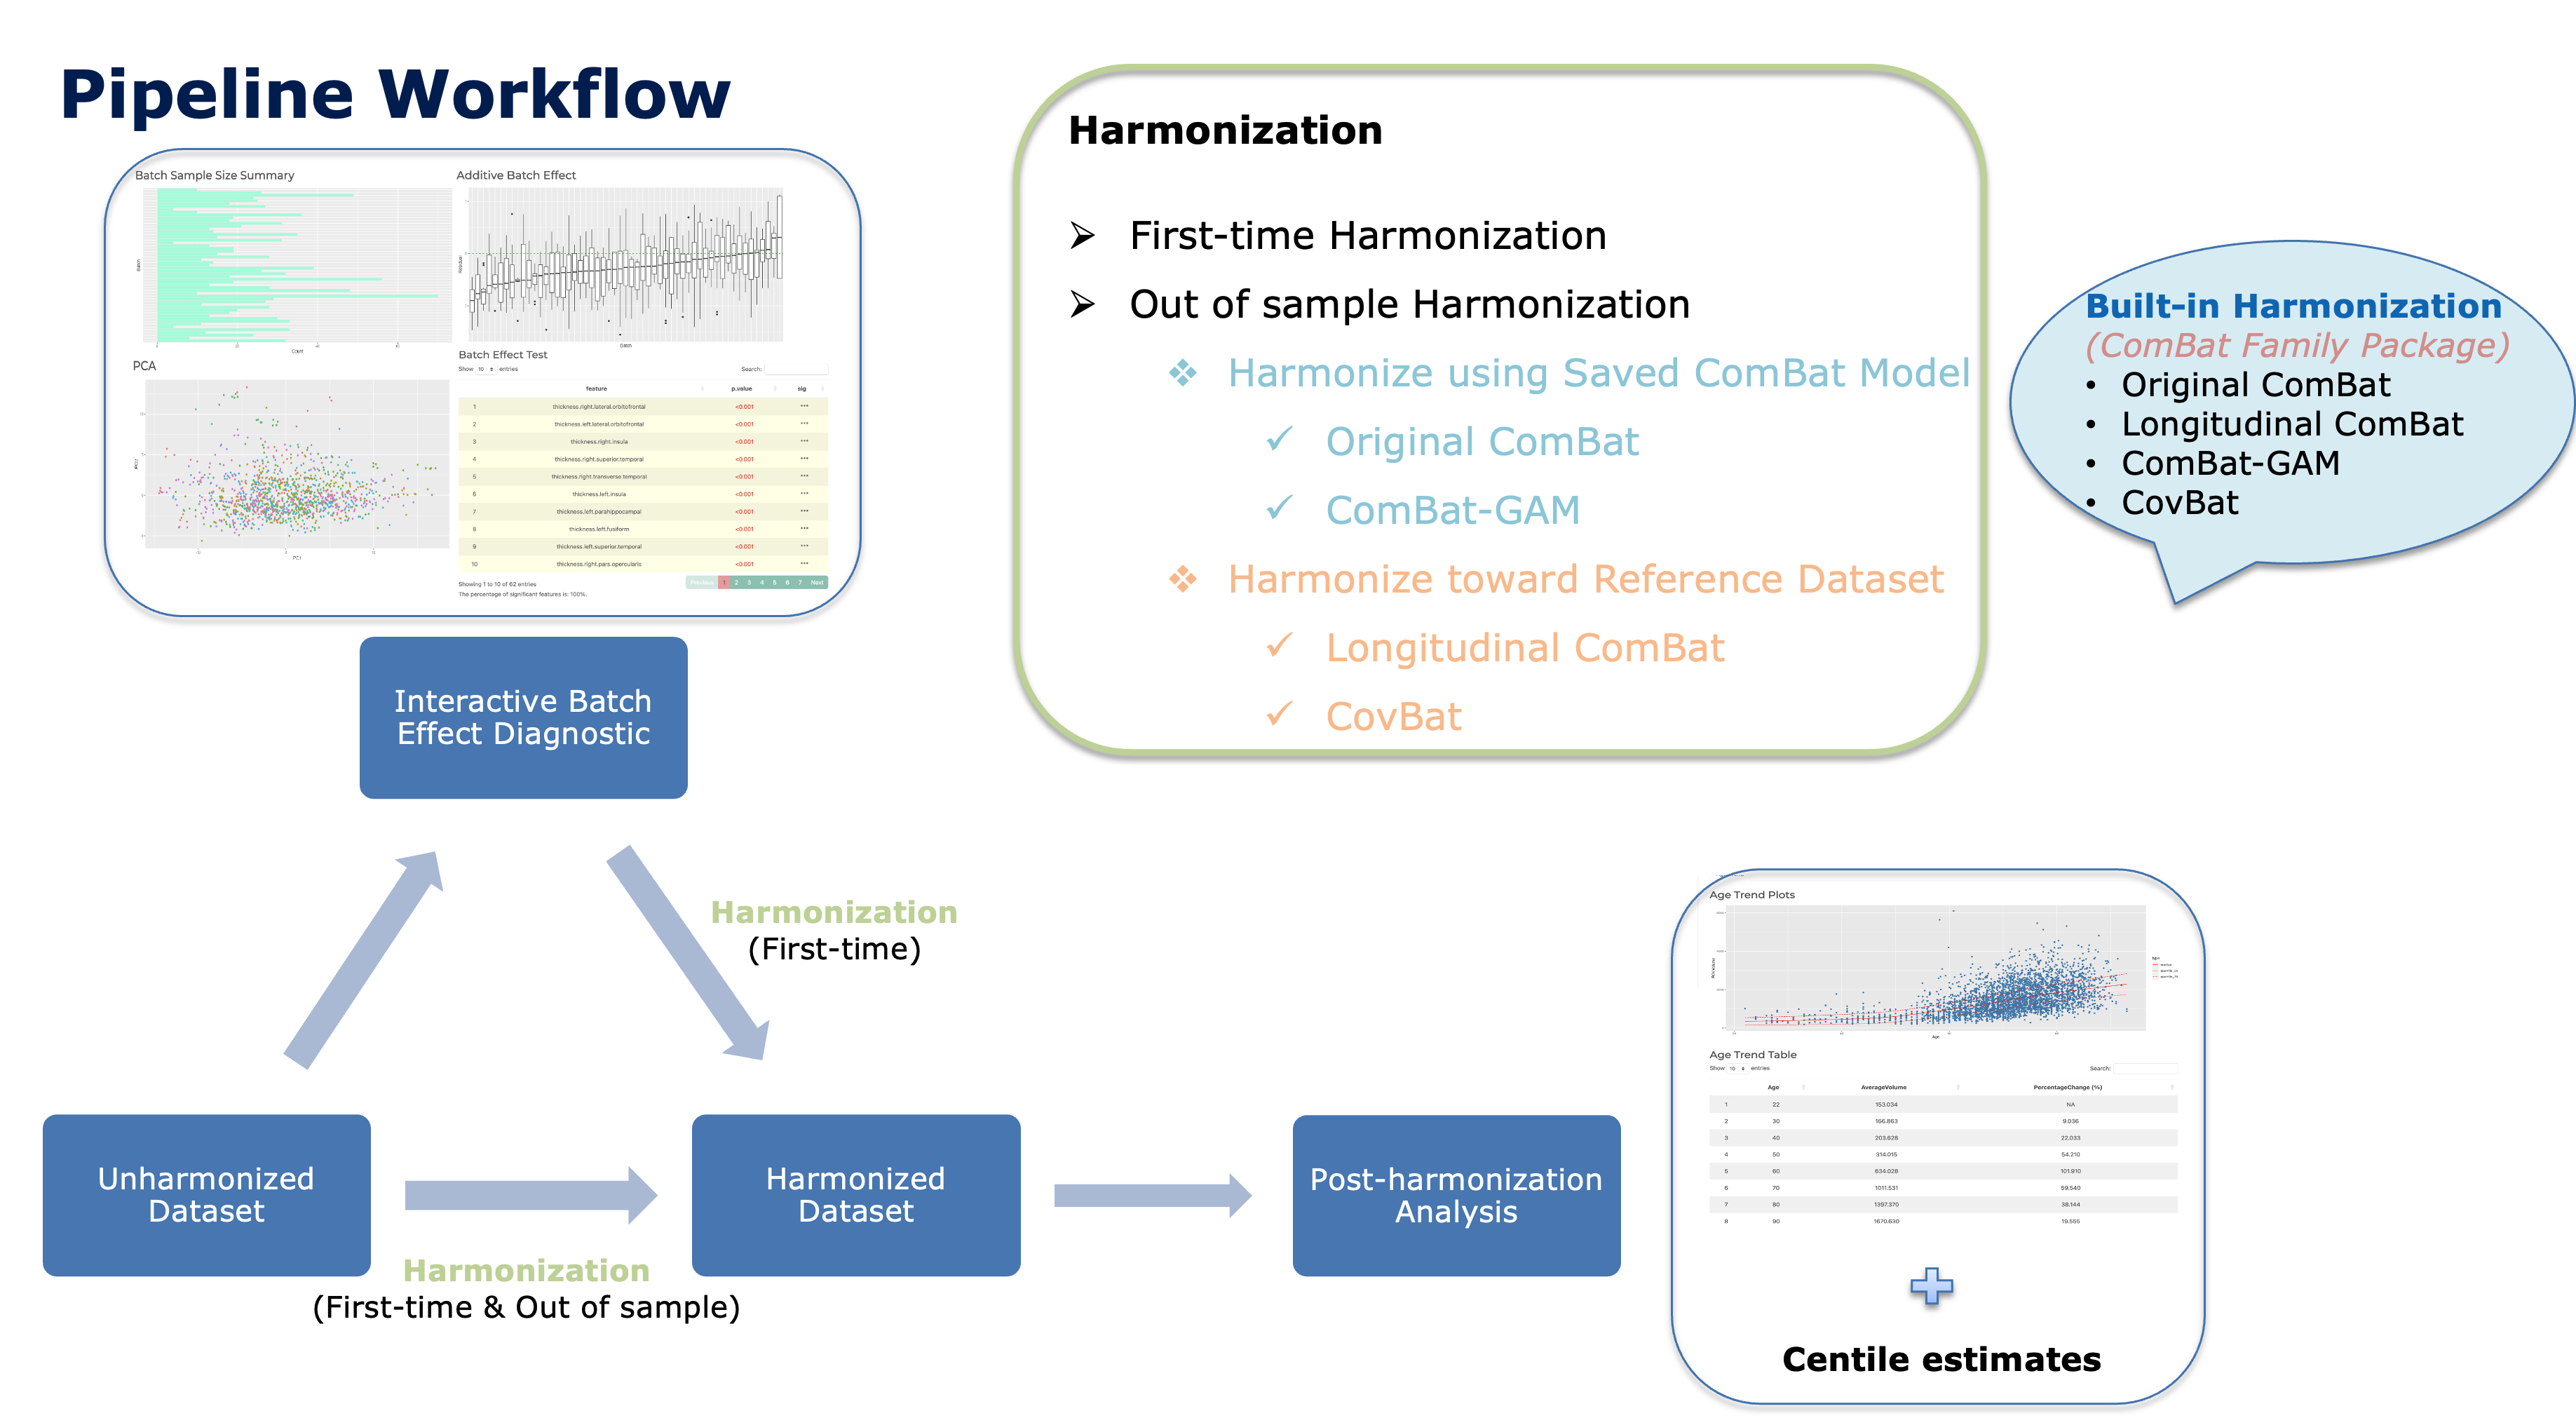 Pipeline Workflow
Batch Sample Size Summary
Batch
Count
Additive Batch Effect
Residual
Batch
PCA
PC2
PC1
Batch Effect Test
Show 10 entries
Search:
feature p.value sig
1 thickness.right.lateral.orbitofrontal <0.001 ***
2 thickness.left.lateral.orbitofrontal <0.001 ***
3 thickness.right.insula <0.001 ***
4 thickness.right.superior.temporal <0.001 ***
5 thickness.right.transverse.temporal <0.001 ***
6 thickness.left.insula <0.001 ***
7 thickness.left.parahippocampal <0.001 ***
8 thickness.left.fusiform <0.001 ***
9 thickness.left.superior.temporal <0.001 ***
10 thickness.right.pars.opercularis <0.001 ***
Showing 1 to 10 of 62 entries
Previous 1 2 3 4 5 6 7 Next
The percentage of significant features is: 100%.
Harmonization
➢ First-time Harmonization
➢ Out of sample Harmonization
❖ Harmonize using Saved ComBat Model
✓ Original ComBat
✓ ComBat-GAM
❖ Harmonize toward Reference Dataset
✓ Longitudinal ComBat
✓ CovBat
Built-in Harmonization
(ComBat Family Package)
• Original ComBat
• Longitudinal ComBat
• ComBat-GAM
• CovBat
Interactive Batch
Effect Diagnostic
Harmonization
(First-time)
Unharmonized
Dataset
Harmonization
(First-time & Out of sample)
Harmonized
Dataset
Post-harmonization
Analysis
Age Trend Plots
Age
Age Trend Table
Show 10 entries
Search:
Age AverageVolume PercentageChange (%)
1 22 153.034 NA
2 30 166.863 9.036
3 40 203.628 22.033
4 50 314.015 54.210
5 60 634.028 101.910
6 70 1011.531 59.540
7 80 1397.370 38.144
8 90 1670.630 19.555
Centile estimates